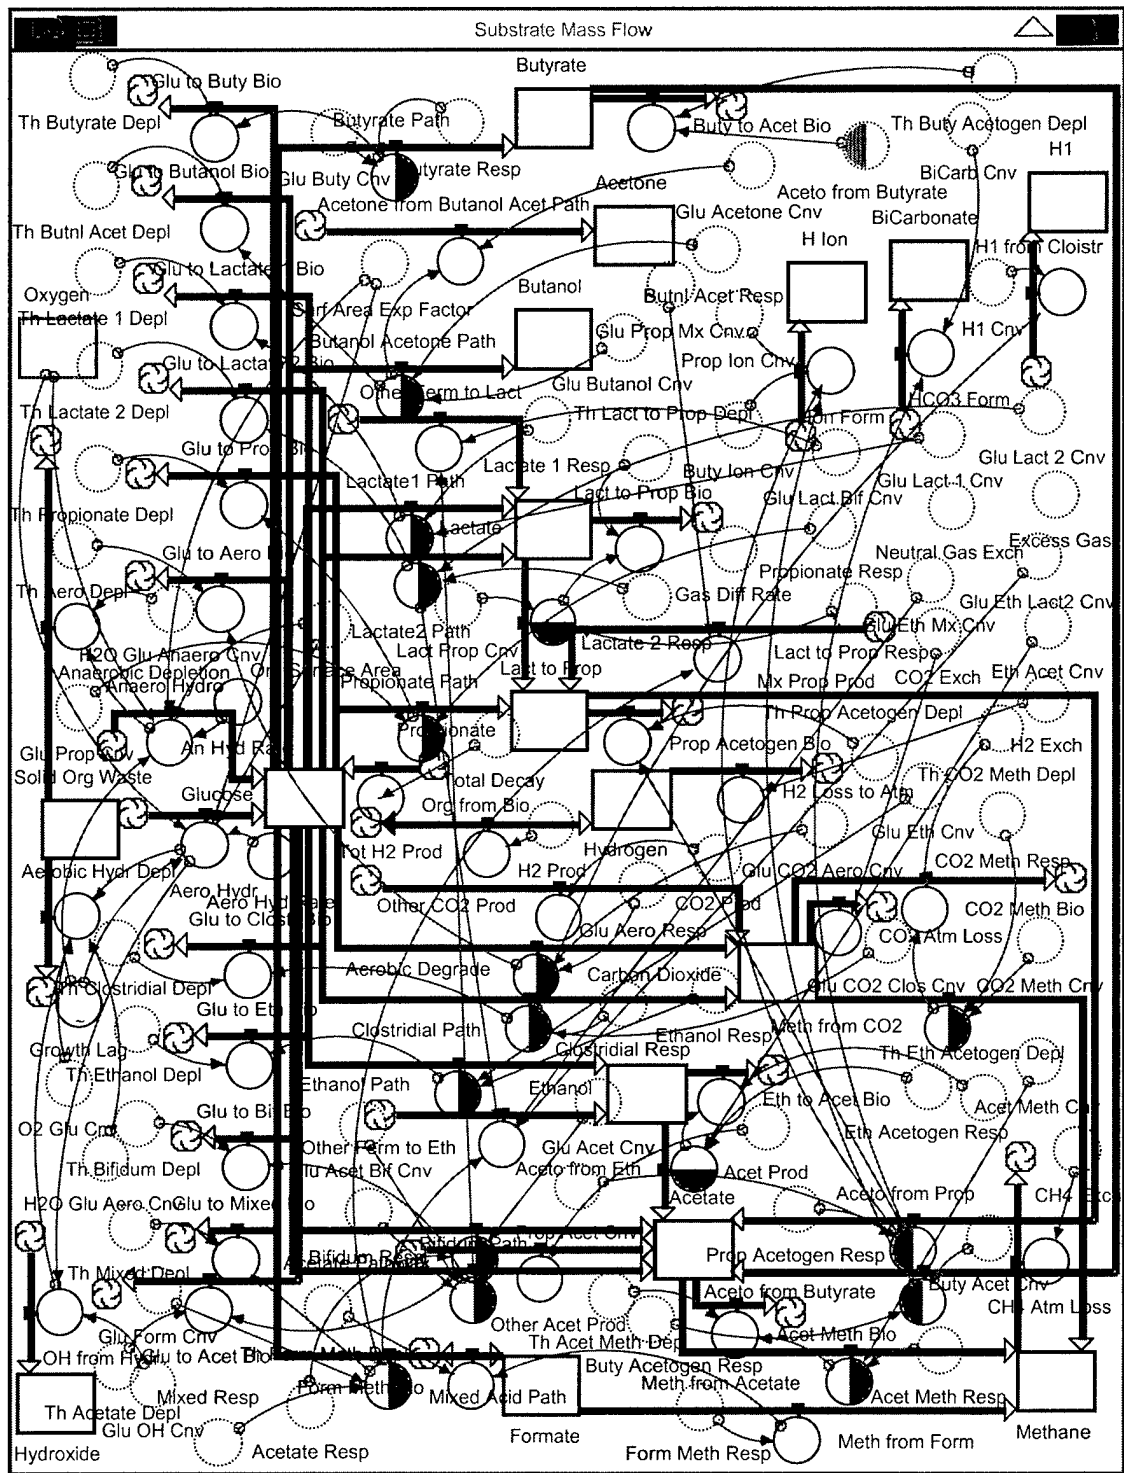 Substrate Mass Flow
Butyrate
Glu to Buty Bio
Th Butyrate Depl
Butyrate Path
Buty to Acet Bio
Th Buty Acetogen Depl
H1
Glu to Butanol Bio
Glu Buty Cnv
Acetone
Aceto from Butyrate
BiCarb Cnv
Acetone from Butanol Acet Path
Glu Acetone Cnv
BiCarbonate
Th Butnl Acet Depl
H Ion
H1 from Cloistr
Oxygen
Surf Area Exp Factor
Butanol
Butnl Acet Resp
Th Lactate 1 Depl
Butanol Acetone Path
Glu Prop Mx Cnv
H1 Cnv
Prop Ion Cnv
Glu Butanol Cnv
HCO3 Form
Th Lactate 2 Depl
Th Lact to Prop Depl
Lactate 1 Resp
Buty Ion Cnv
Glu Lact 2 Cnv
Lactate1 Path
Lact to Prop Bio
Glu Lact Bif Cnv
Glu Lact 1 Cnv
Th Propionate Depl
Lactate
Glu to Aero Bio
Neutral Gas Exch
Excess Gas
Propionate Resp
Th Aero Depl
Gas Diff Rate
Glu Eth Lact2 Cnv
Glu Eth Mx Cnv
Lactate2 Path
Lactate 2 Resp
Lact Prop Cnv
Lact to Prop
Lact to Prop Resp
H2O Glu Anaero Cnv
Anaerobic Depletion
CO2 Exch
Eth Acet Cnv
Anaero Hydro
Propionate Path
Mx Prop Prod
Th Prop Acetogen Depl
Propionate
Glu Prop Cnv
An Hyd Rate
Prop Acetogen Bio
H2 Exch
Solid Org Waste
Glucose
Total Decay
Org from Bio
H2 Loss to Atm
Th CO2 Meth Depl
Tot H2 Prod
Hydrogen
Glu Eth Cnv
Aerobic Hydr Depl
H2 Prod
Glu CO2 Aero Cnv
CO2 Meth Resp
Aero Hydr
Aero Hyd Rate
Other CO2 Prod
CO2 Prod
CO2 Meth Bio
Glu to Clost Bio
Glu Aero Resp
CO2 Atm Loss
Aerobic Degrade
Carbon Dioxide
Glu CO2 Clos Cnv
CO2 Meth Cnv
Glu to Eth Bio
Clostridial Path
Ethanol Resp
Meth from CO2
Growth Lag
Clostridial Resp
Th Eth Acetogen Depl
Th Ethanol Depl
Ethanol Path
Ethanol
Eth to Acet Bio
Glu to Bif Bio
Acet Meth Cnv
O2 Glu Cnv
Eth Acetogen Resp
Other Ferm to Eth
Glu Acet Cnv
Th Bifidum Depl
Glu Acet Bif Cnv
Aceto from Eth
Acet Prod
H2O Glu Aero Cnv
Glu to Mixed Bio
Acetate
Aceto from Prop
CH4 Exch
Bifidum Path
Bifidum Resp
Prop Acetogen Resp
Th Mixed Depl
Buty Acet Cnv
Aceto from Butyrate
CH4 Atm Loss
Glu Form Cnv
Other Acet Prod
Acet Meth Bio
Th Acet Meth Depl
OH from Hydr
Glu to Acet Bio
Buty Acetogen Resp
Meth from Acetate
Mixed Resp
Mixed Acid Path
Acet Meth Resp
Th Acetate Depl
Glu OH Cnv
Formate
Methane
Hydroxide
Acetate Resp
Form Meth Resp
Meth from Form